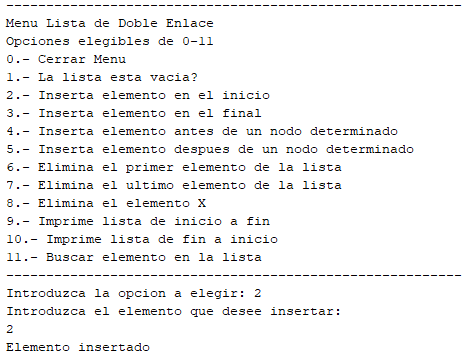 ---------------------------------------------------------
Menu Lista de Doble Enlace
Opciones elegibles de 0-11
0.- Cerrar Menu
1.- La lista esta vacia?
2.- Inserta elemento en el inicio
3.- Inserta elemento en el final
4.- Inserta elemento antes de un nodo determinado
5.- Inserta elemento despues de un nodo determinado
6.- Elimina el primer elemento de la lista
7.- Elimina el ultimo elemento de la lista
8.- Elimina el elemento X
9.- Imprime lista de inicio a fin
10.- Imprime lista de fin a inicio
11.- Buscar elemento en la lista
---------------------------------------------------------
Introduzca la opcion a elegir: 2
Introduzca el elemento que desee insertar:
2
Elemento insertado